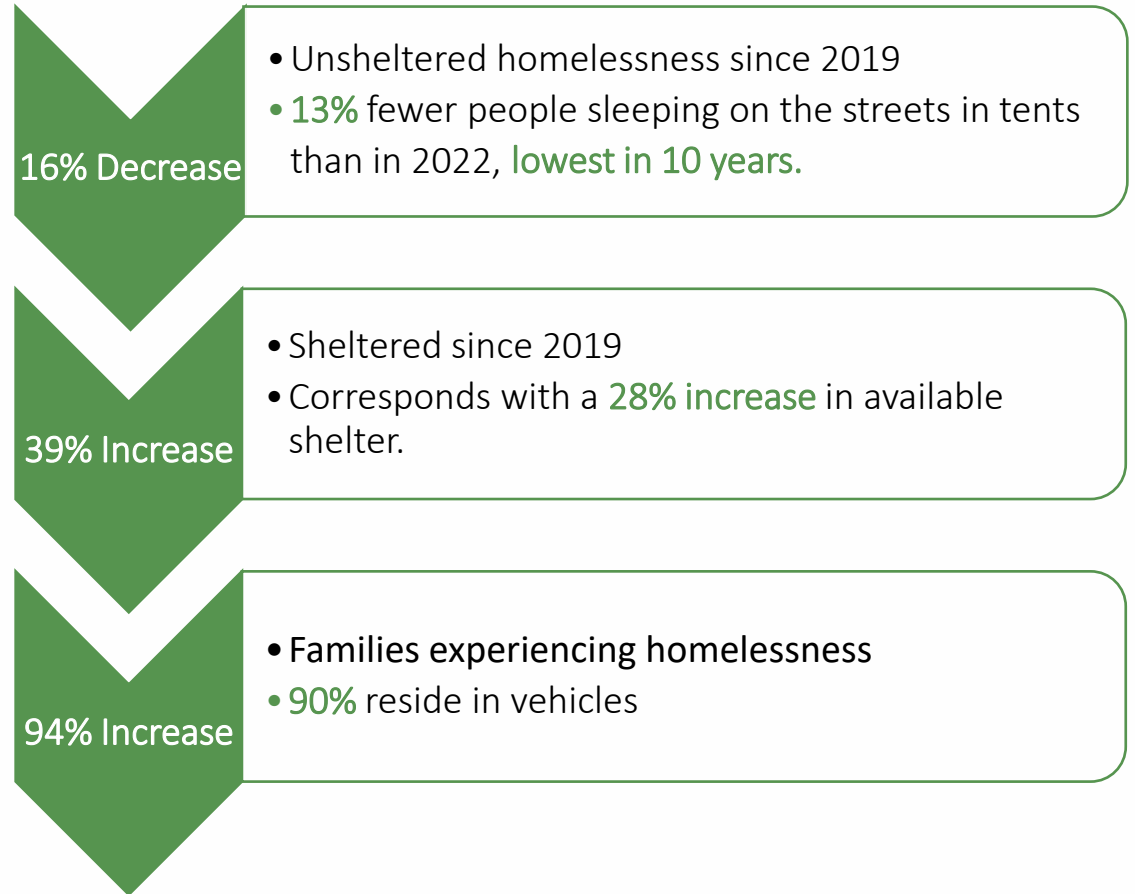 16% Decrease
• Unsheltered homelessness since 2019
• 13% fewer people sleeping on the streets in tents
than in 2022, lowest in 10 years.
39% Increase
• Sheltered since 2019
• Corresponds with a 28% increase in available
shelter.
94% Increase
• Families experiencing homelessness
• 90% reside in vehicles